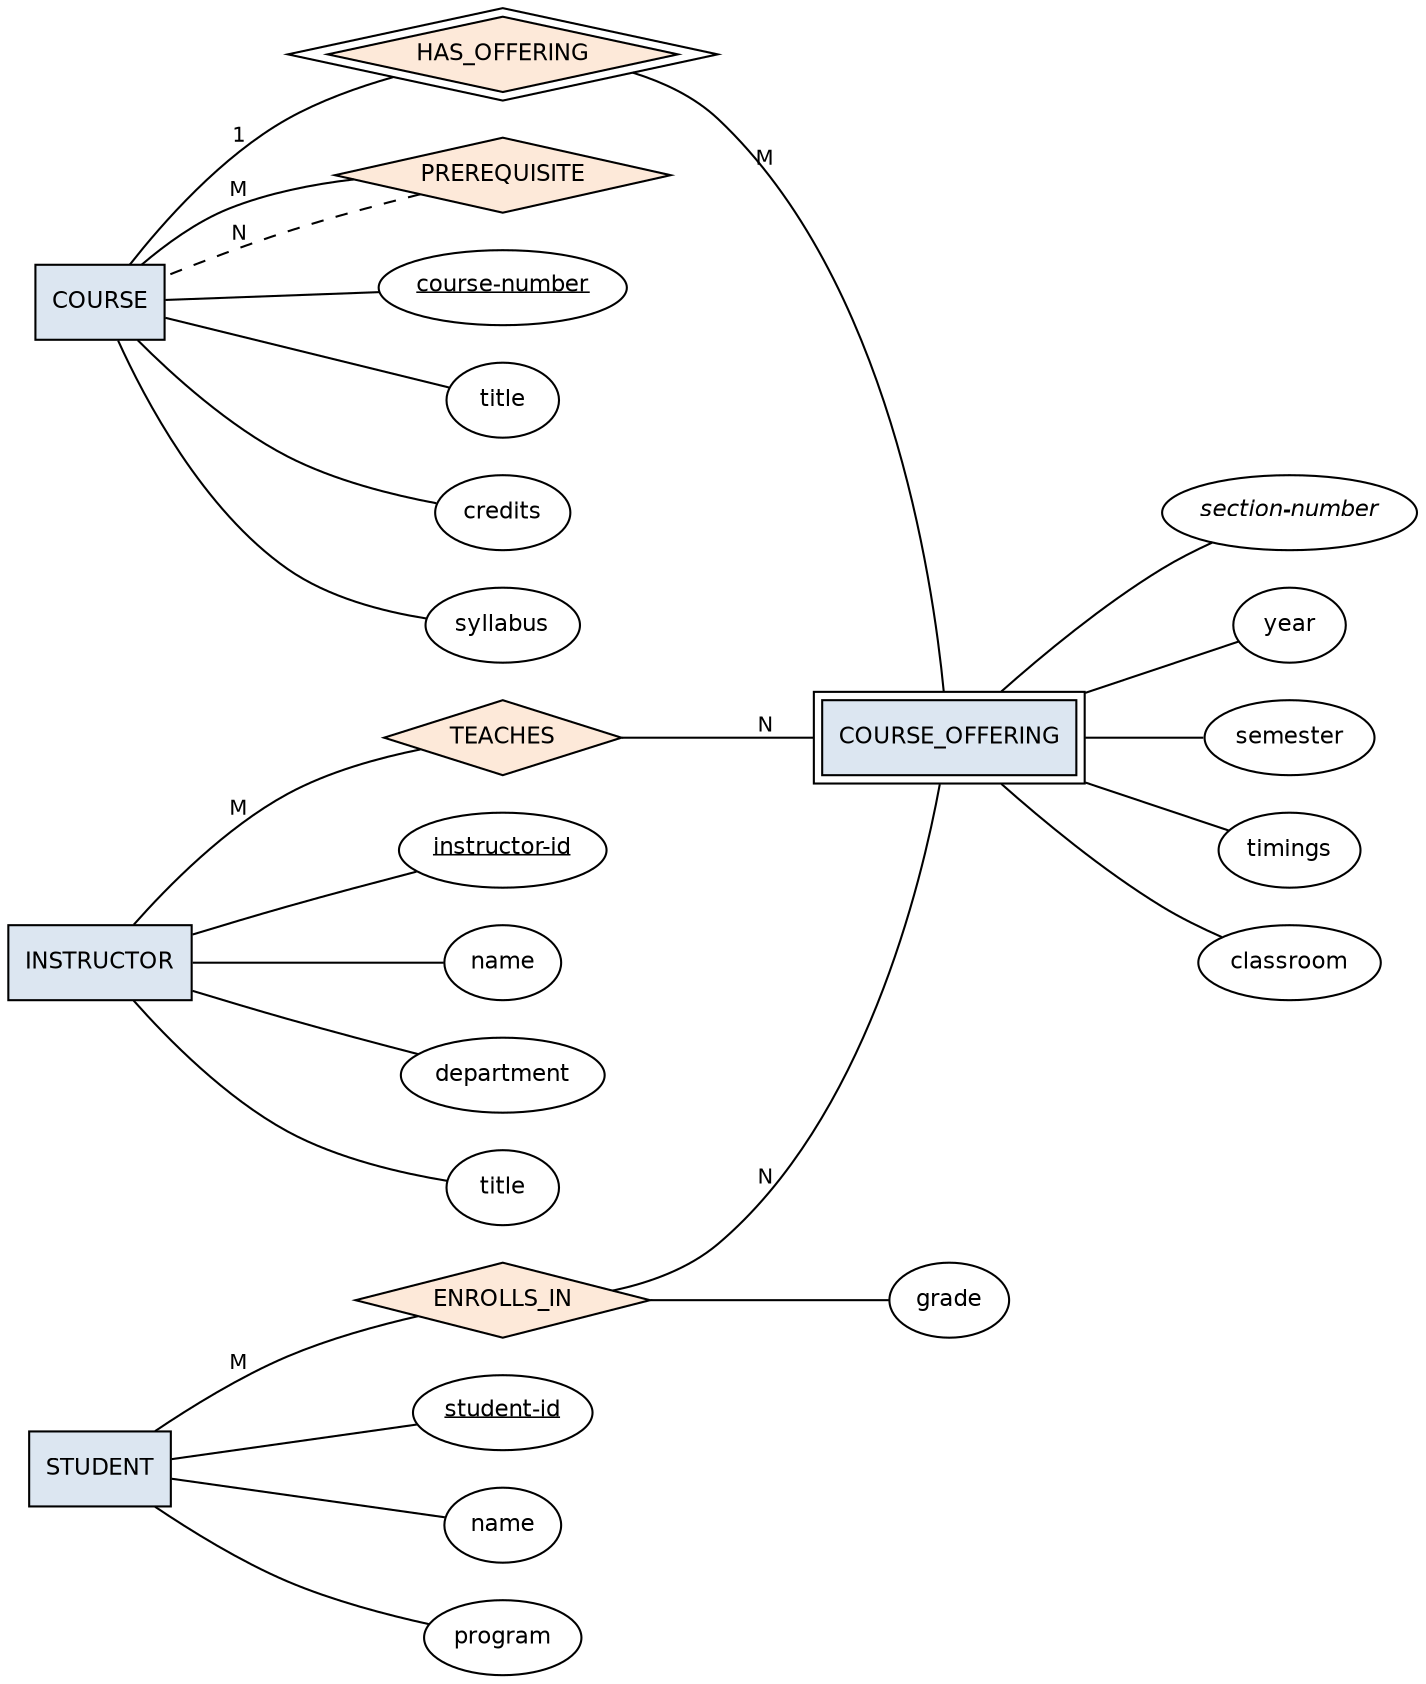 HAS_OFFERING
1
M
PREREQUISITE
M
N
course-number
COURSE
title
credits
section-number
syllabus
year
TEACHES
N
COURSE_OFFERING
semester
M
instructor-id
timings
INSTRUCTOR
name
classroom
department
N
title
ENROLLS_IN
grade
M
student-id
STUDENT
name
program